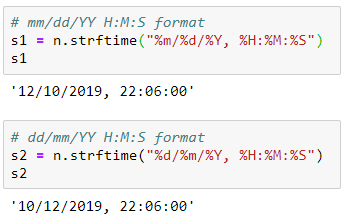 # mm/dd/YY H:M:S format
s1 = n.strftime("%m/%d/%Y, %H:%M:%S")
s1
'12/10/2019, 22:06:00'
# dd/mm/YY H:M:S format
s2 = n.strftime("%d/%m/%Y, %H:%M:%S")
s2
'10/12/2019, 22:06:00'